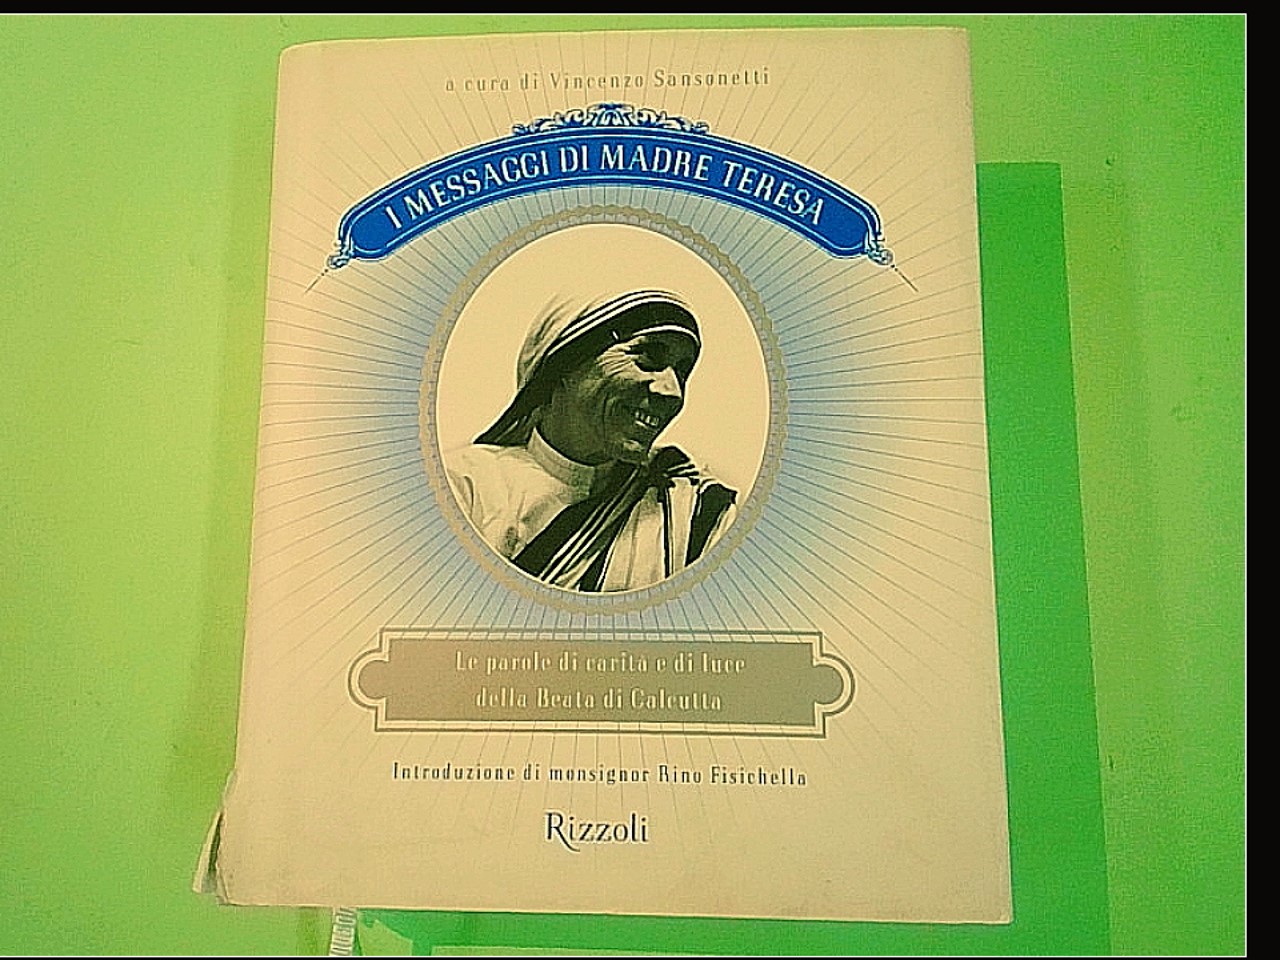 a cura di Vincenzo Sansonetti
I MESSAGGI DI MADRE TERESA
Le parole di carità e di luce
della Beata di Calcutta
Introduzione di monsignor Rino Fisichella
Rizzoli